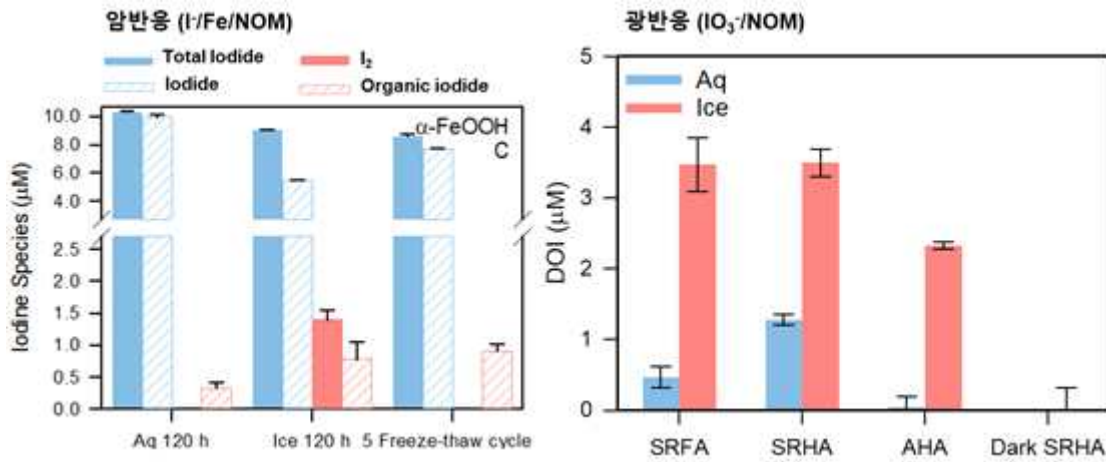 암반응 (I⁻/Fe/NOM)
Total Iodide
I₂
Iodide
Organic iodide
α-FeOOH
C
Iodine Species (μM)
10.0
8.0
6.0
4.0
2.5
2.0
1.5
1.0
0.5
0.0
Aq 120 h
Ice 120 h
5 Freeze-thaw cycle
광반응 (IO₃⁻/NOM)
Aq
Ice
DOI (μM)
5
4
3
2
1
0
SRFA
SRHA
AHA
Dark SRHA